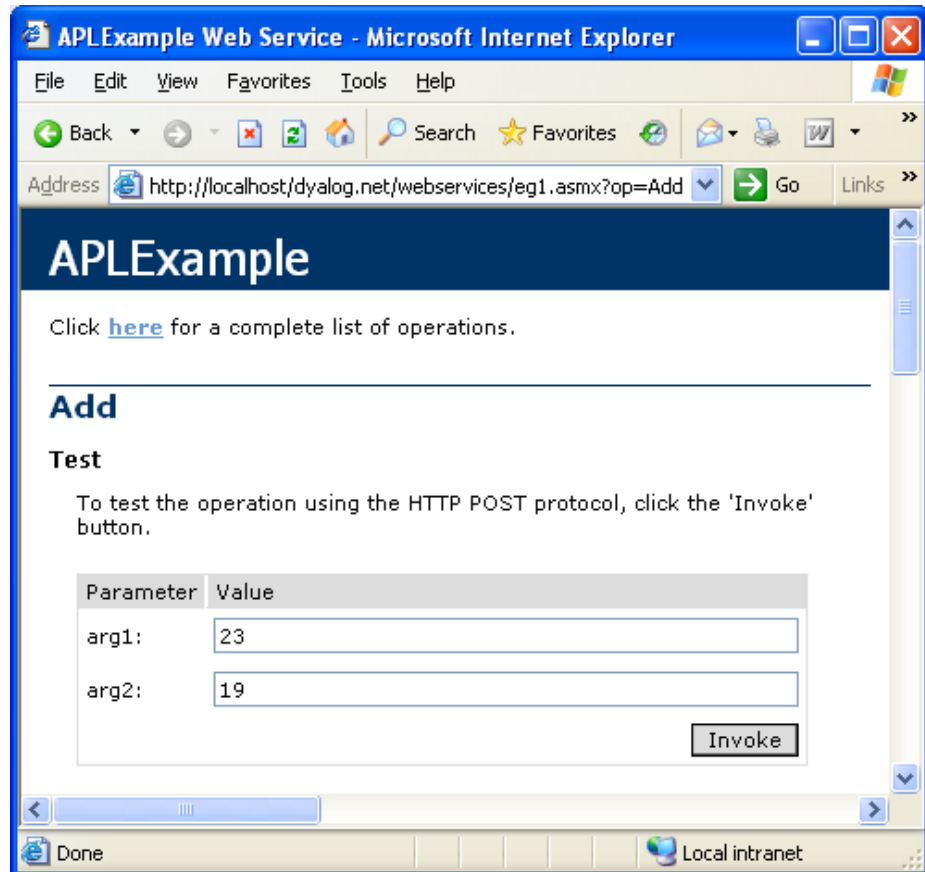 APLExample Web Service - Microsoft Internet Explorer
File Edit View Favorites Tools Help
Back Search Favorites W »
Address http://localhost/dyalog.net/webservices/eg1.asmx?op=Add Go Links »
APLExample
Click here for a complete list of operations.
Add
Test
To test the operation using the HTTP POST protocol, click the 'Invoke'
button.
Parameter Value
arg1: 23
arg2: 19
Invoke
Done Local intranet